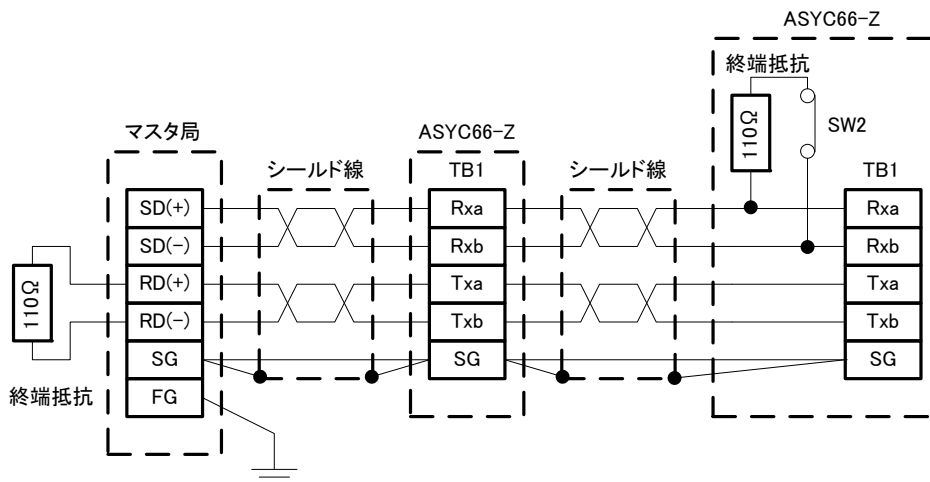 ASYC66-Z
終端抵抗
110Ω
SW2
マスタ局
シールド線
ASYC66-Z
TB1
シールド線
TB1
SD(+)
Rxa
Rxa
SD(-)
Rxb
Rxb
RD(+)
Txa
Txa
110Ω
RD(-)
Txb
Txb
SG
SG
SG
終端抵抗
FG